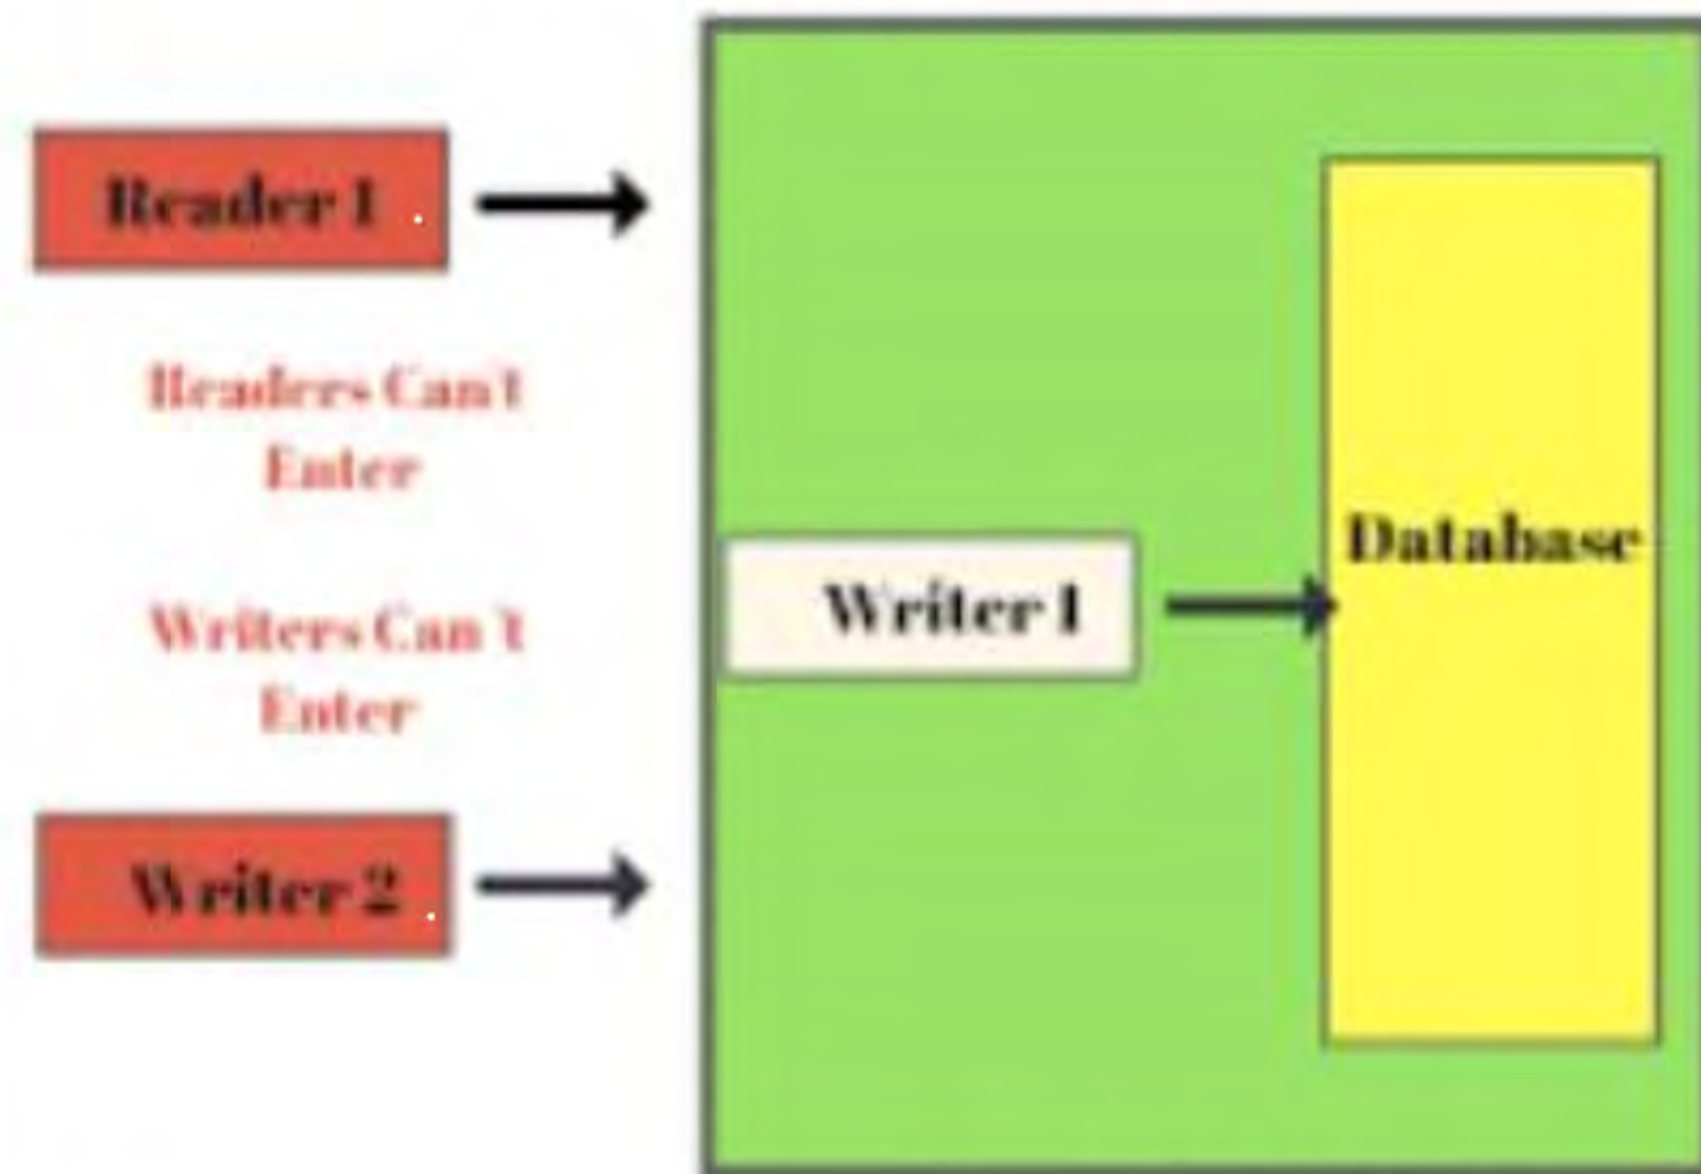 Reader 1
Readers Can't
Enter
Writers Can't
Enter
Writer 2
Writer 1
Database